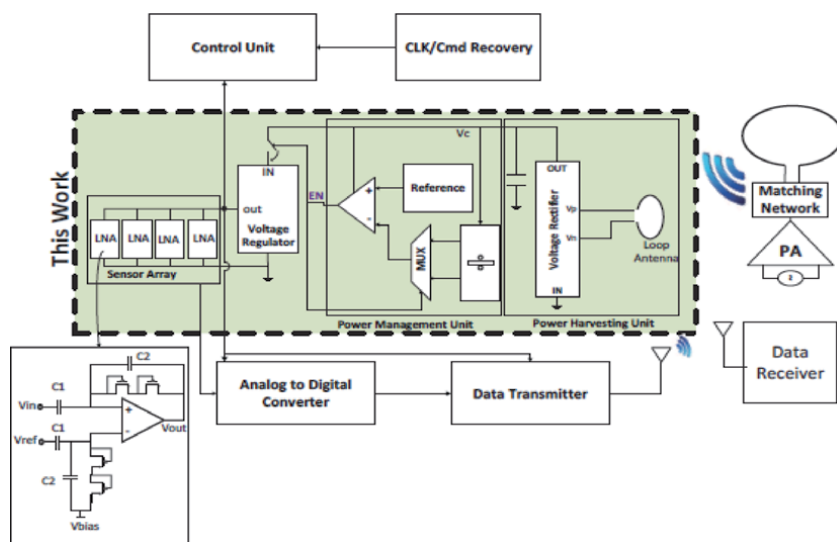 Control Unit
CLK/Cmd Recovery
This Work
Vc
IN
OUT
EN
+
-
Reference
Voltage Rectifier
Vp
Vn
Loop
Antenna
Matching
Network
out
Voltage
Regulator
LNA
LNA
LNA
LNA
Sensor Array
MUX
÷
IN
PA
2
Power Management Unit
Power Harvesting Unit
C2
C1
Vin
+
Vref
C1
-
Vout
C2
Vbias
Analog to Digital
Converter
Data Transmitter
Data
Receiver